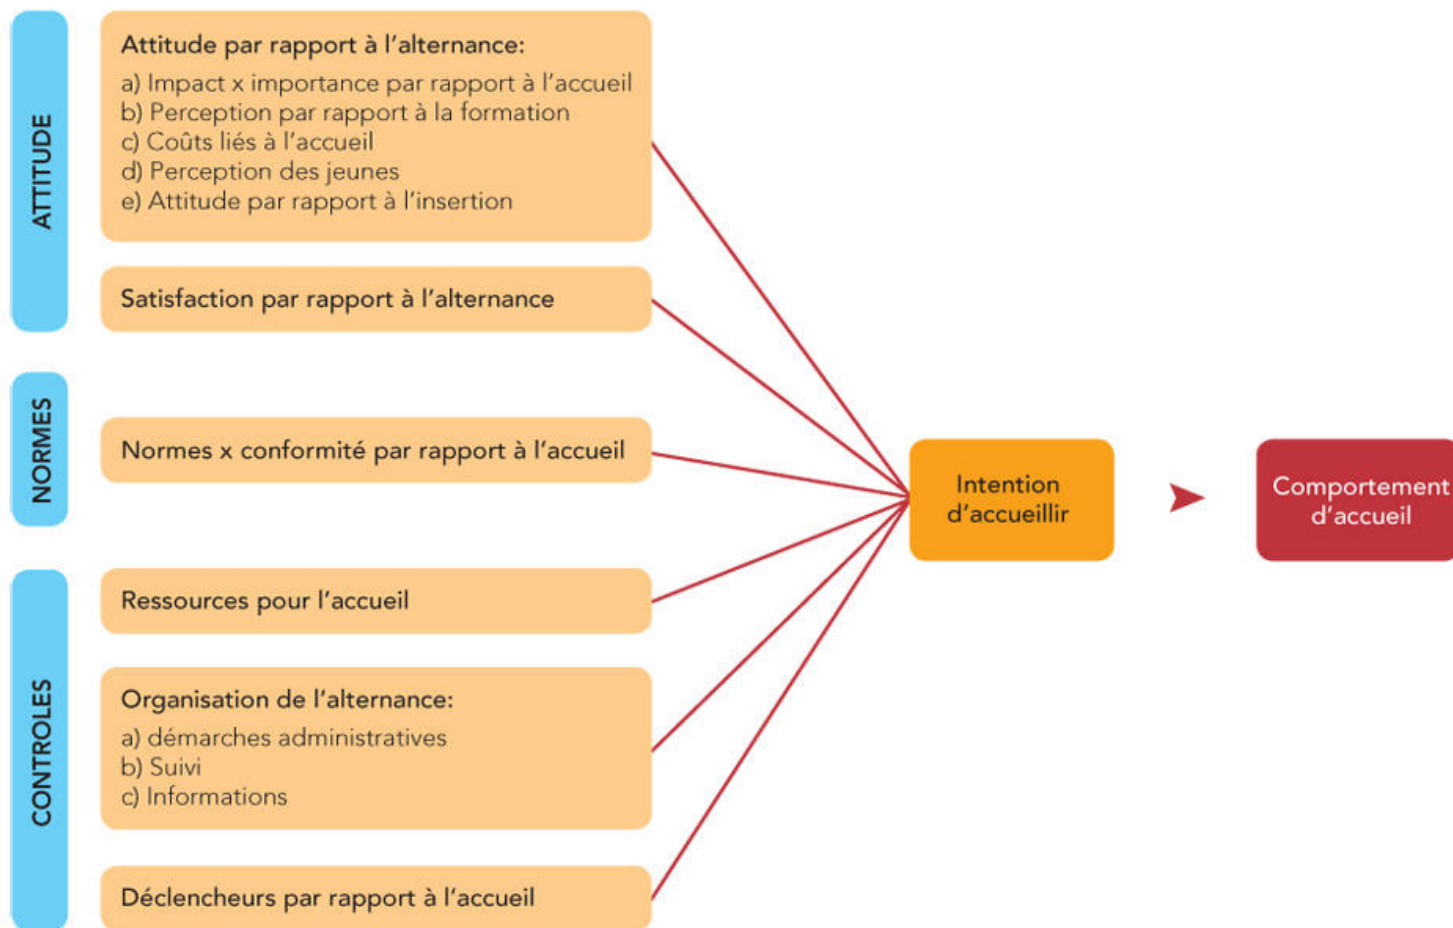 ATTITUDE
Attitude par rapport à l'alternance:
a) Impact x importance par rapport à l'accueil
b) Perception par rapport à la formation
c) Coûts liés à l'accueil
d) Perception des jeunes
e) Attitude par rapport à l'insertion
Satisfaction par rapport à l'alternance
NORMES
Normes x conformité par rapport à l'accueil
CONTROLES
Ressources pour l'accueil
Organisation de l'alternance:
a) démarches administratives
b) Suivi
c) Informations
Déclencheurs par rapport à l'accueil
Intention
d'accueillir
Comportement
d'accueil